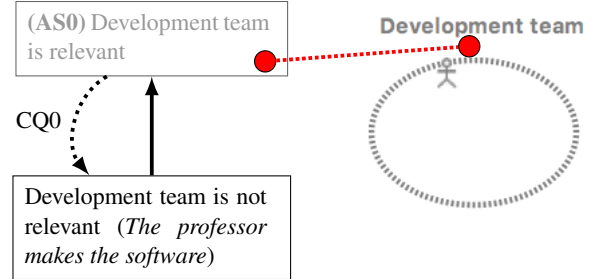 (AS0) Development team
is relevant
Development team
CQ0
Development team is not
relevant (The professor
makes the software)